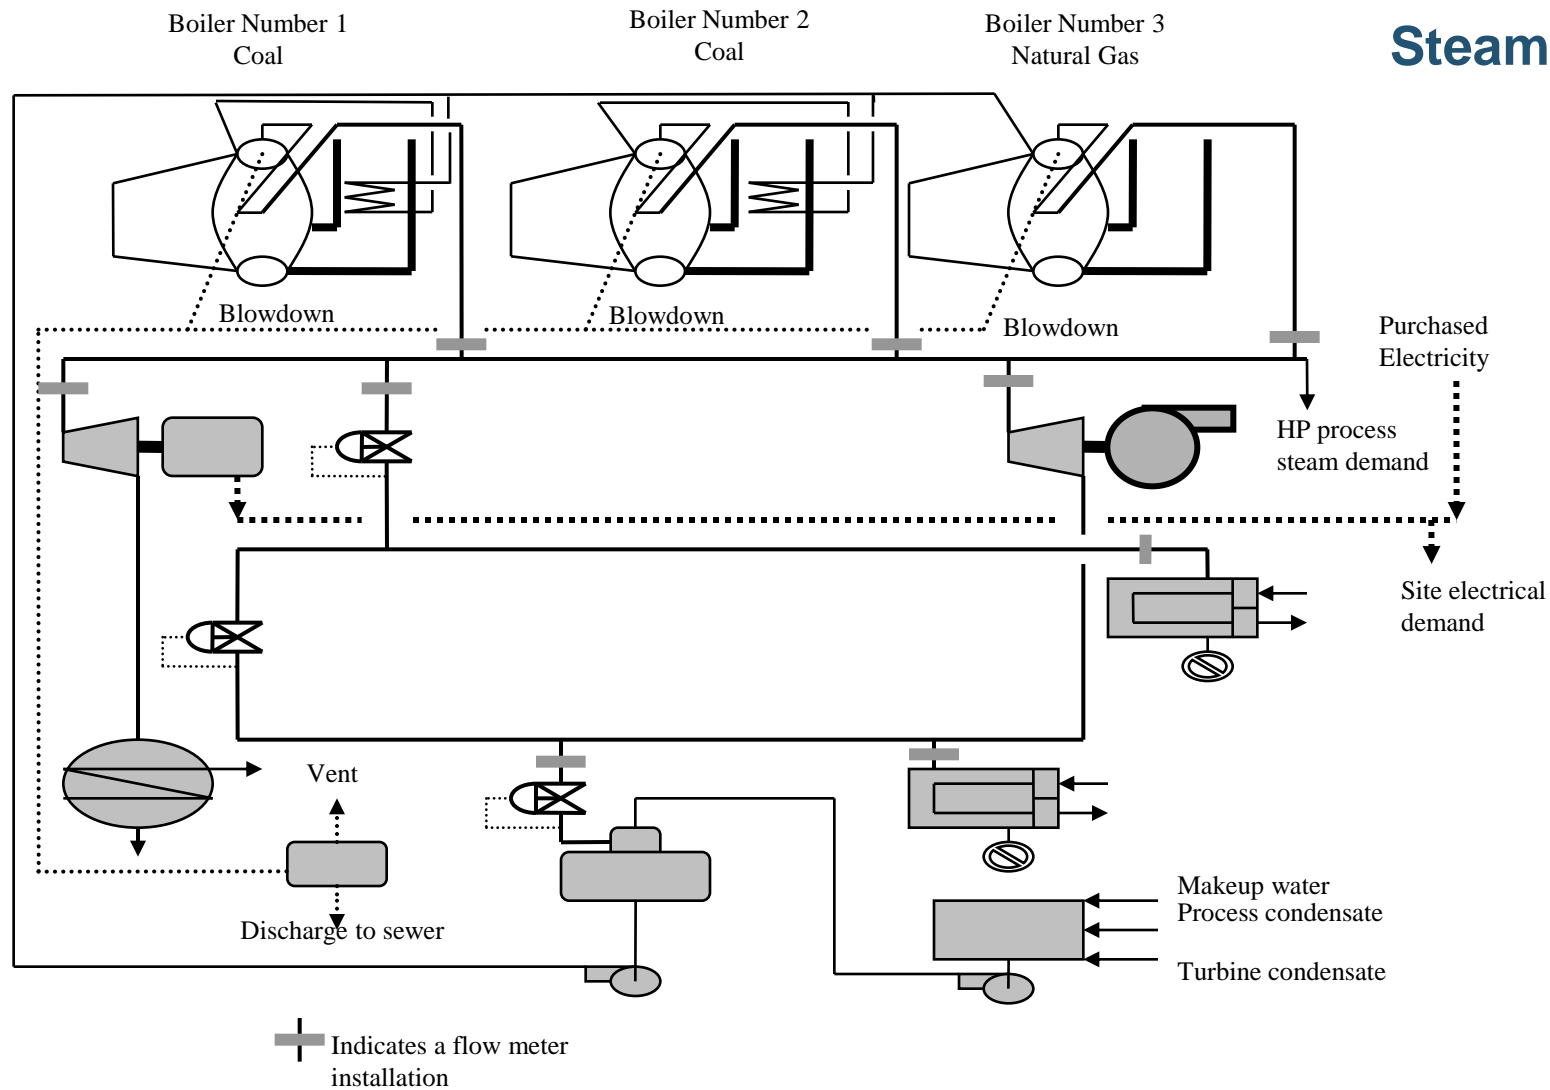 Boiler Number 1
Coal
Boiler Number 2
Coal
Boiler Number 3
Natural Gas
Steam
Blowdown
Blowdown
Blowdown
Purchased
Electricity
HP process
steam demand
Site electrical
demand
Vent
Discharge to sewer
Makeup water
Process condensate
Turbine condensate
Indicates a flow meter
installation